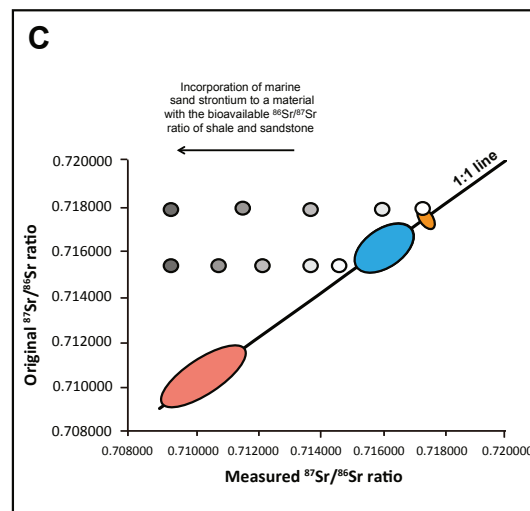 C
Incorporation of marine
sand strontium to a material
with the bioavailable ⁸⁶Sr/⁸⁷Sr
ratio of shale and sandstone
1:1 line
Original ⁸⁷Sr/⁸⁶Sr ratio
0.720000
0.718000
0.716000
0.714000
0.712000
0.710000
0.708000
0.708000 0.710000 0.712000 0.714000 0.716000 0.718000 0.720000
Measured ⁸⁷Sr/⁸⁶Sr ratio